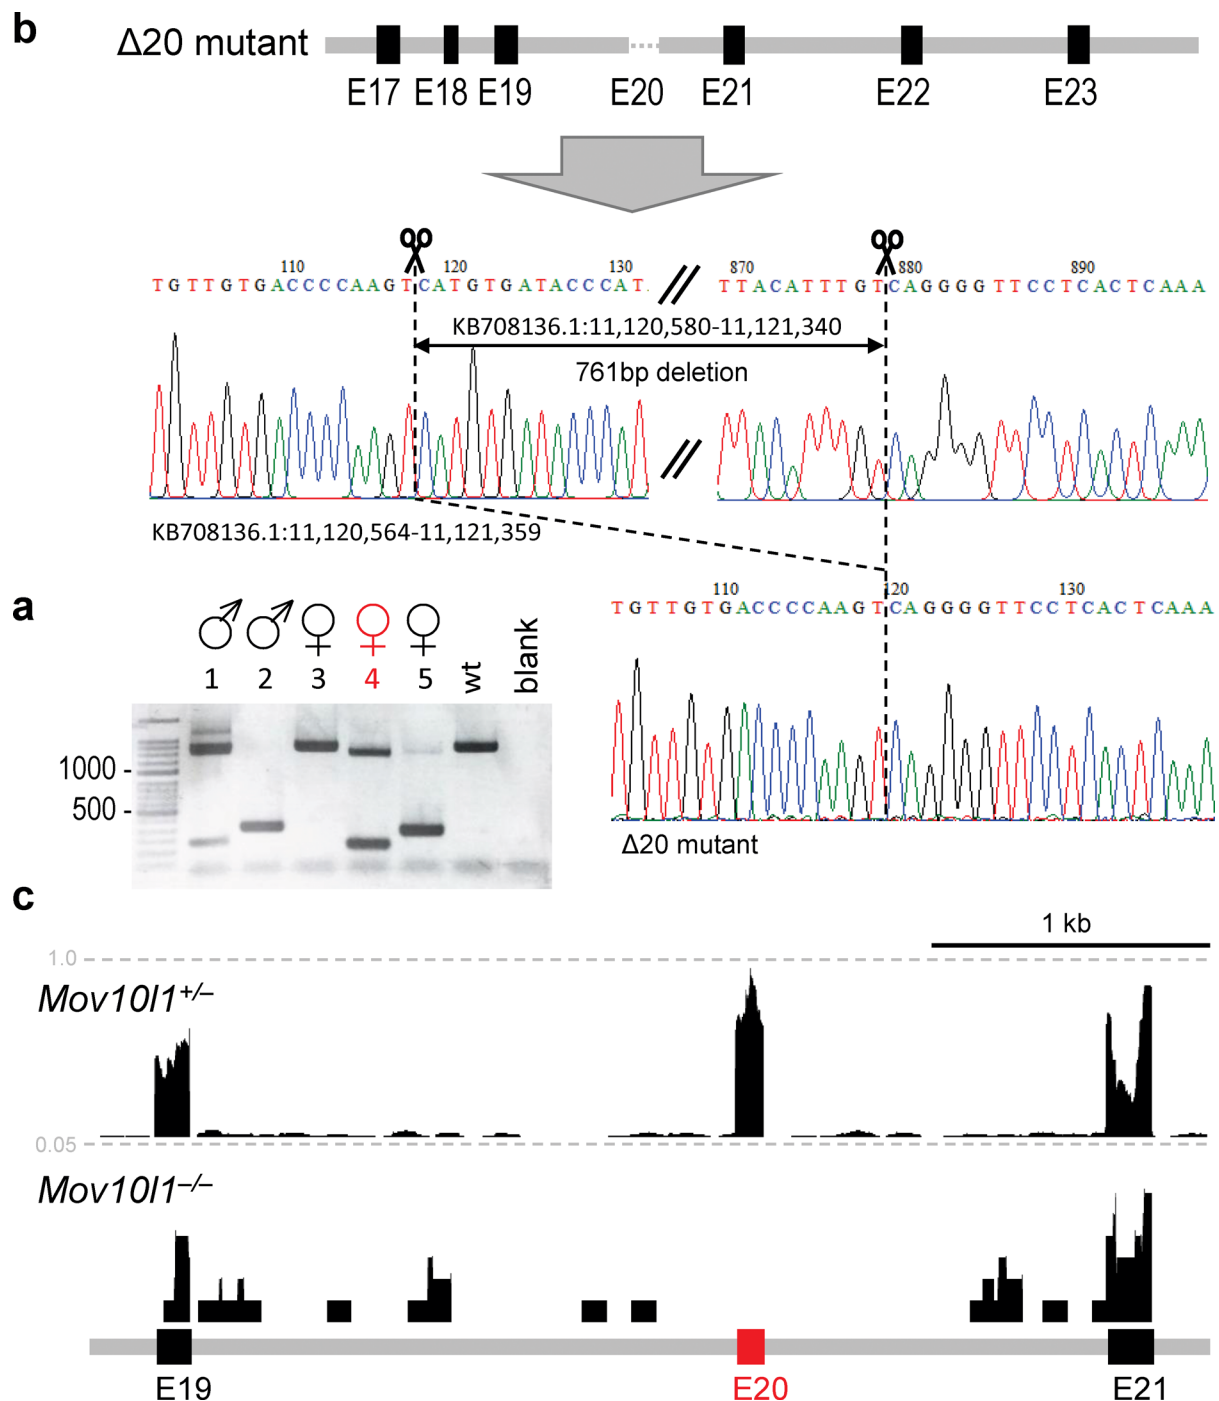 b
Δ20 mutant
E17 E18 E19 E20 E21 E22 E23
110 120 130 870 880 890
TGTTGTGACCCCAAGTCATGTGATACCCAT. // TTACATTTGTCAGGGGTTCCTCACTCAAA
KB708136.1:11,120,580-11,121,340
761bp deletion
KB708136.1:11,120,564-11,121,359
110 120 130
TGTTGTGACCCCAAGTCAGGGGTTCCTCACTCAAA
Δ20 mutant
a
♂ ♂ ♀ ♀ ♀
1 2 3 4 5 wt blank
1000 -
500 -
c
1 kb
1.0
Mov10l1+/–
0.05
Mov10l1–/–
E19 E20 E21